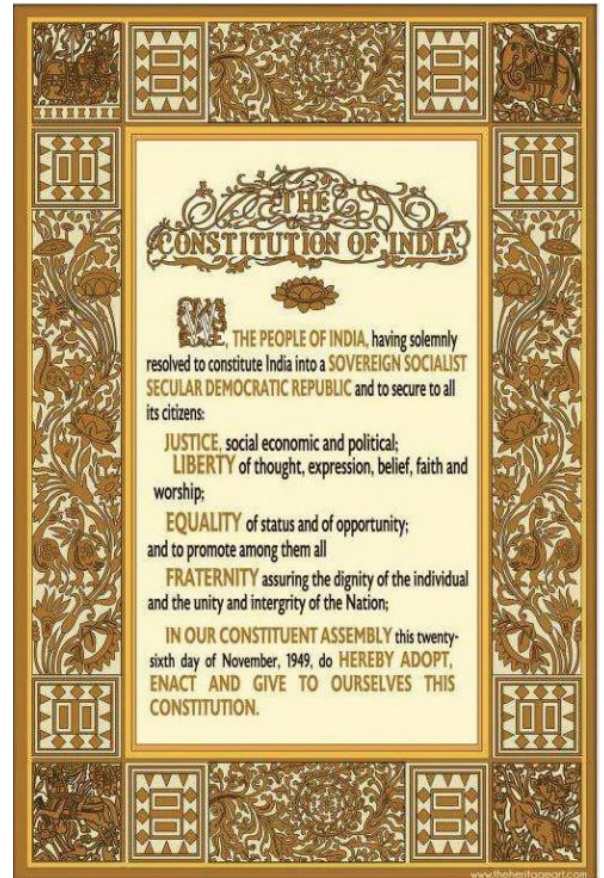 THE
CONSTITUTION OF INDIA
WE, THE PEOPLE OF INDIA, having solemnly
resolved to constitute India into a SOVEREIGN SOCIALIST
SECULAR DEMOCRATIC REPUBLIC and to secure to all
its citizens:
JUSTICE, social economic and political;
LIBERTY of thought, expression, belief, faith and
worship;
EQUALITY of status and of opportunity;
and to promote among them all
FRATERNITY assuring the dignity of the individual
and the unity and intergrity of the Nation;
IN OUR CONSTITUENT ASSEMBLY this twenty-
sixth day of November, 1949, do HEREBY ADOPT,
ENACT AND GIVE TO OURSELVES THIS
CONSTITUTION.
www.theheritageart.com